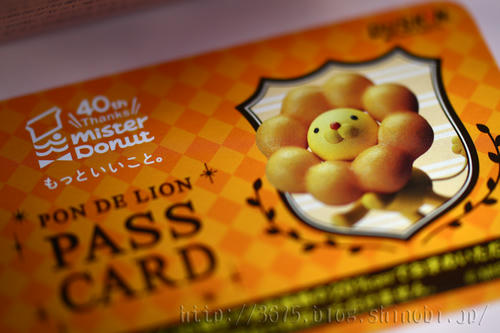 40th
Thanks!
mister
Donut
もっといいこと。
PON DE LION
PASS
CARD
http://3675.blog.shinobi.jp/